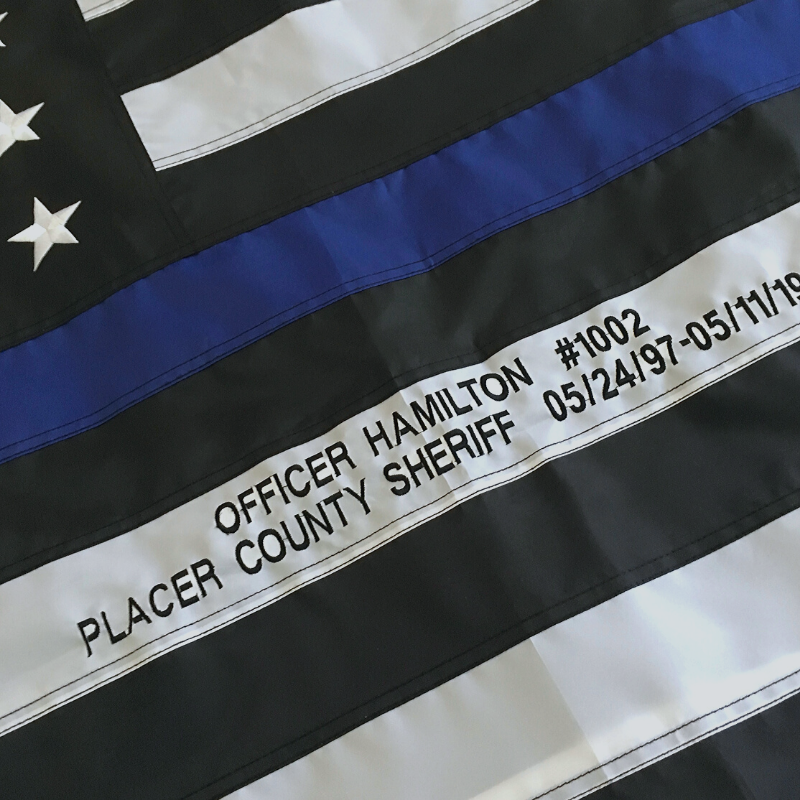 OFFICER HAMILTON #1002
PLACER COUNTY SHERIFF 05/24/97-05/11/19